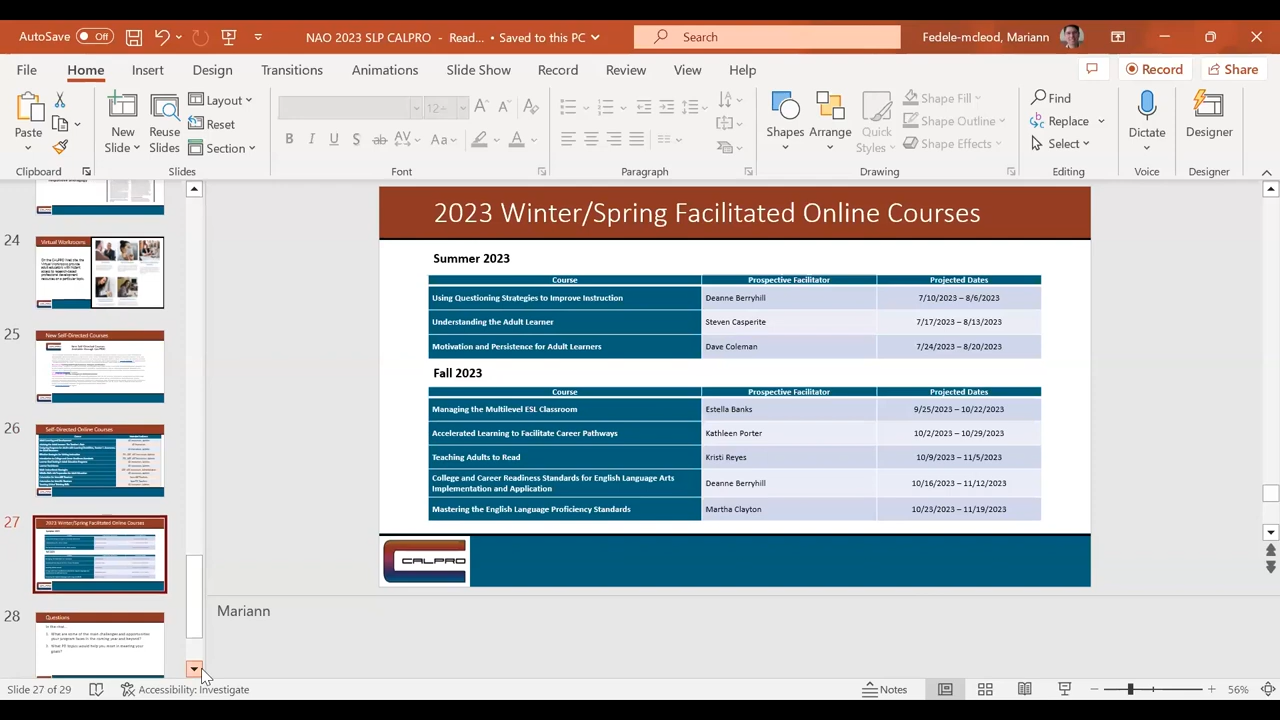 AutoSave Off NAO 2023 SLP CALPRO - Read... • Saved to this PC Search Fedele-mcleod, Mariann
File Home Insert Design Transitions Animations Slide Show Record Review View Help Record Share
Paste New Slide Reuse Slides Layout Reset Section 12 Shapes Arrange Quick Styles Shape Fill Shape Outline Shape Effects Find Replace Select Dictate Designer
Clipboard Slides Font Paragraph Drawing Editing Voice Designer
24
Virtual Workrooms
25
New Self-Directed Courses
26
Self-Directed Online Courses
27
2023 Winter/Spring Facilitated Online Courses
28
Questions
2023 Winter/Spring Facilitated Online Courses
Summer 2023
Course Prospective Facilitator Projected Dates
Using Questioning Strategies to Improve Instruction Deanne Berryhill 7/10/2023 – 8/6/2023
Understanding the Adult Learner Steven Casperite 7/17/2023 – 8/13/2023
Motivation and Persistence for Adult Learners Dave Coleman 7/24/2023 – 8/20/2023
Fall 2023
Course Prospective Facilitator Projected Dates
Managing the Multilevel ESL Classroom Estella Banks 9/25/2023 – 10/22/2023
Accelerated Learning to Facilitate Career Pathways Kathleen Porter 10/2/2023 – 10/29/2023
Teaching Adults to Read Kristi Reyes 10/9/2023 – 11/5/2023
College and Career Readiness Standards for English Language Arts
Implementation and Application Deanne Berryhill 10/16/2023 – 11/12/2023
Mastering the English Language Proficiency Standards Martha Clayton 10/23/2023 – 11/19/2023
CALPRO
Mariann
Slide 27 of 29 Accessibility: Investigate Notes 56%